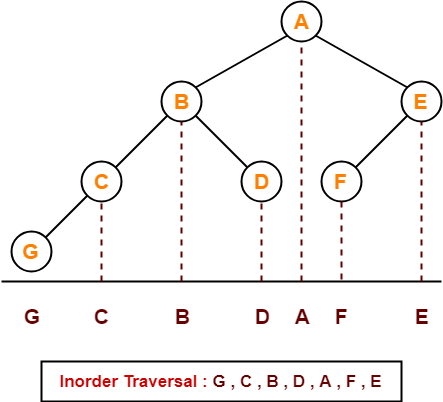 A
B E
C D F
G
G C B D A F E
Inorder Traversal : G , C , B , D , A , F , E